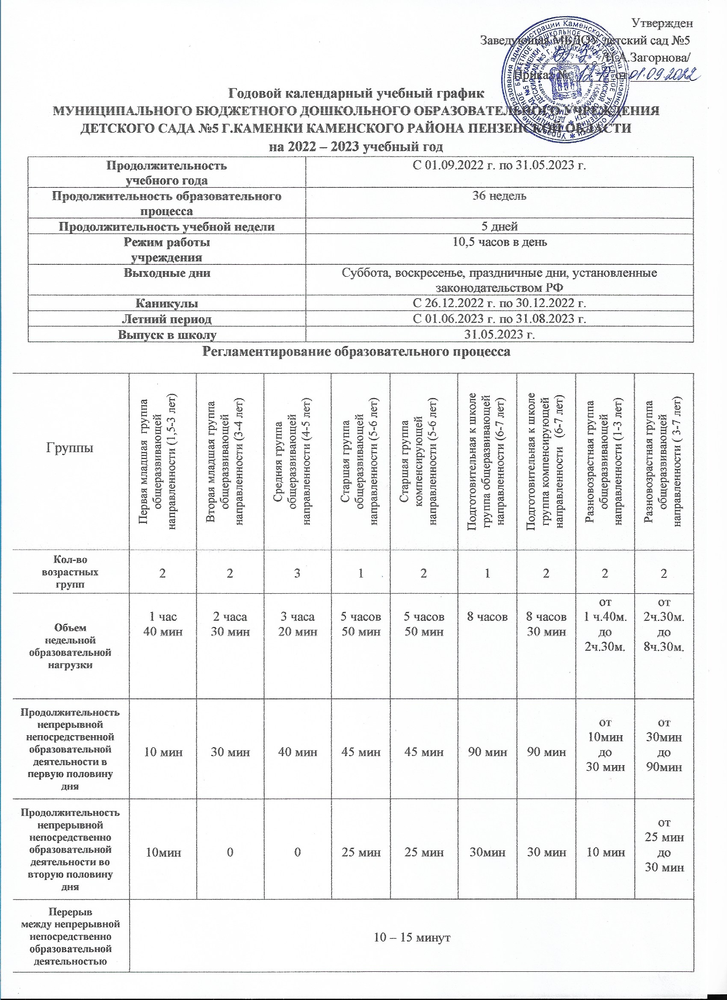 Утвержден
Заведующая МБДОУ детский сад №5
/ .А.Загорнова/
Приказ № от 01.09.2022
Годовой календарный учебный график
МУНИЦИПАЛЬНОГО БЮДЖЕТНОГО ДОШКОЛЬНОГО ОБРАЗОВАТЕЛЬНОГО УЧРЕЖДЕНИЯ
ДЕТСКОГО САДА №5 Г.КАМЕНКИ КАМЕНСКОГО РАЙОНА ПЕНЗЕНСКОЙ ОБЛАСТИ
на 2022 – 2023 учебный год
Продолжительность
учебного года
С 01.09.2022 г. по 31.05.2023 г.
Продолжительность образовательного
процесса
36 недель
Продолжительность учебной недели
5 дней
Режим работы
учреждения
10,5 часов в день
Выходные дни
Суббота, воскресенье, праздничные дни, установленные
законодательством РФ
Каникулы
С 26.12.2022 г. по 30.12.2022 г.
Летний период
С 01.06.2023 г. по 31.08.2023 г.
Выпуск в школу
31.05.2023 г.
Регламентирование образовательного процесса
Группы
Первая младшая группа
общеразвивающей
направленности (1,5-3 лет)
Вторая младшая группа
общеразвивающей
направленности (3-4 лет)
Средняя группа
общеразвивающей
направленности (4-5 лет)
Старшая группа
общеразвивающей
направленности (5-6 лет)
Старшая группа
компенсирующей
направленности (5-6 лет)
Подготовительная к школе
группа общеразвивающей
направленности (6-7 лет)
Подготовительная к школе
группа компенсирующей
направленности (6-7 лет)
Разновозрастная группа
общеразвивающей
направленности (1-3 лет)
Разновозрастная группа
общеразвивающей
направленности ( 3-7 лет)
Кол-во
возрастных
групп
2
2
3
1
2
1
2
2
2
Объем
недельной
образовательной
нагрузки
1 час
40 мин
2 часа
30 мин
3 часа
20 мин
5 часов
50 мин
5 часов
50 мин
8 часов
8 часов
30 мин
от
1 ч.40м.
до
2ч.30м.
от
2ч.30м.
до
8ч.30м.
Продолжительность
непрерывной
непосредственной
образовательной
деятельности в
первую половину
дня
10 мин
30 мин
40 мин
45 мин
45 мин
90 мин
90 мин
от
10мин
до
30 мин
от
30мин
до
90мин
Продолжительность
непрерывной
непосредственно
образовательной
деятельности во
вторую половину
дня
10мин
0
0
25 мин
25 мин
30мин
30 мин
10 мин
от
25 мин
до
30 мин
Перерыв
между непрерывной
непосредственно
образовательной
деятельностью
10 – 15 минут